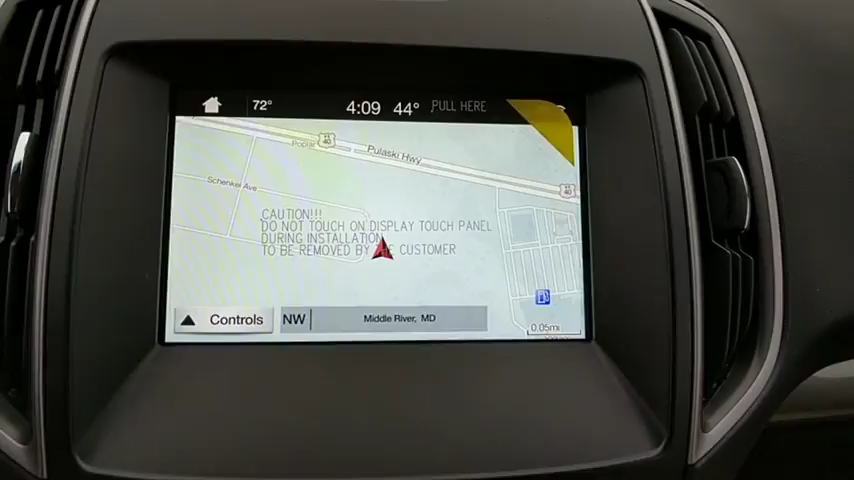 72° 4:09 44° PULL HERE
40
Pulaski Hwy
40
Schenkel Ave
CAUTION!!!
DO NOT TOUCH ON DISPLAY TOUCH PANEL
DURING INSTALLATION
TO BE REMOVED BY THE CUSTOMER
Controls NW Middle River, MD
0.05mi